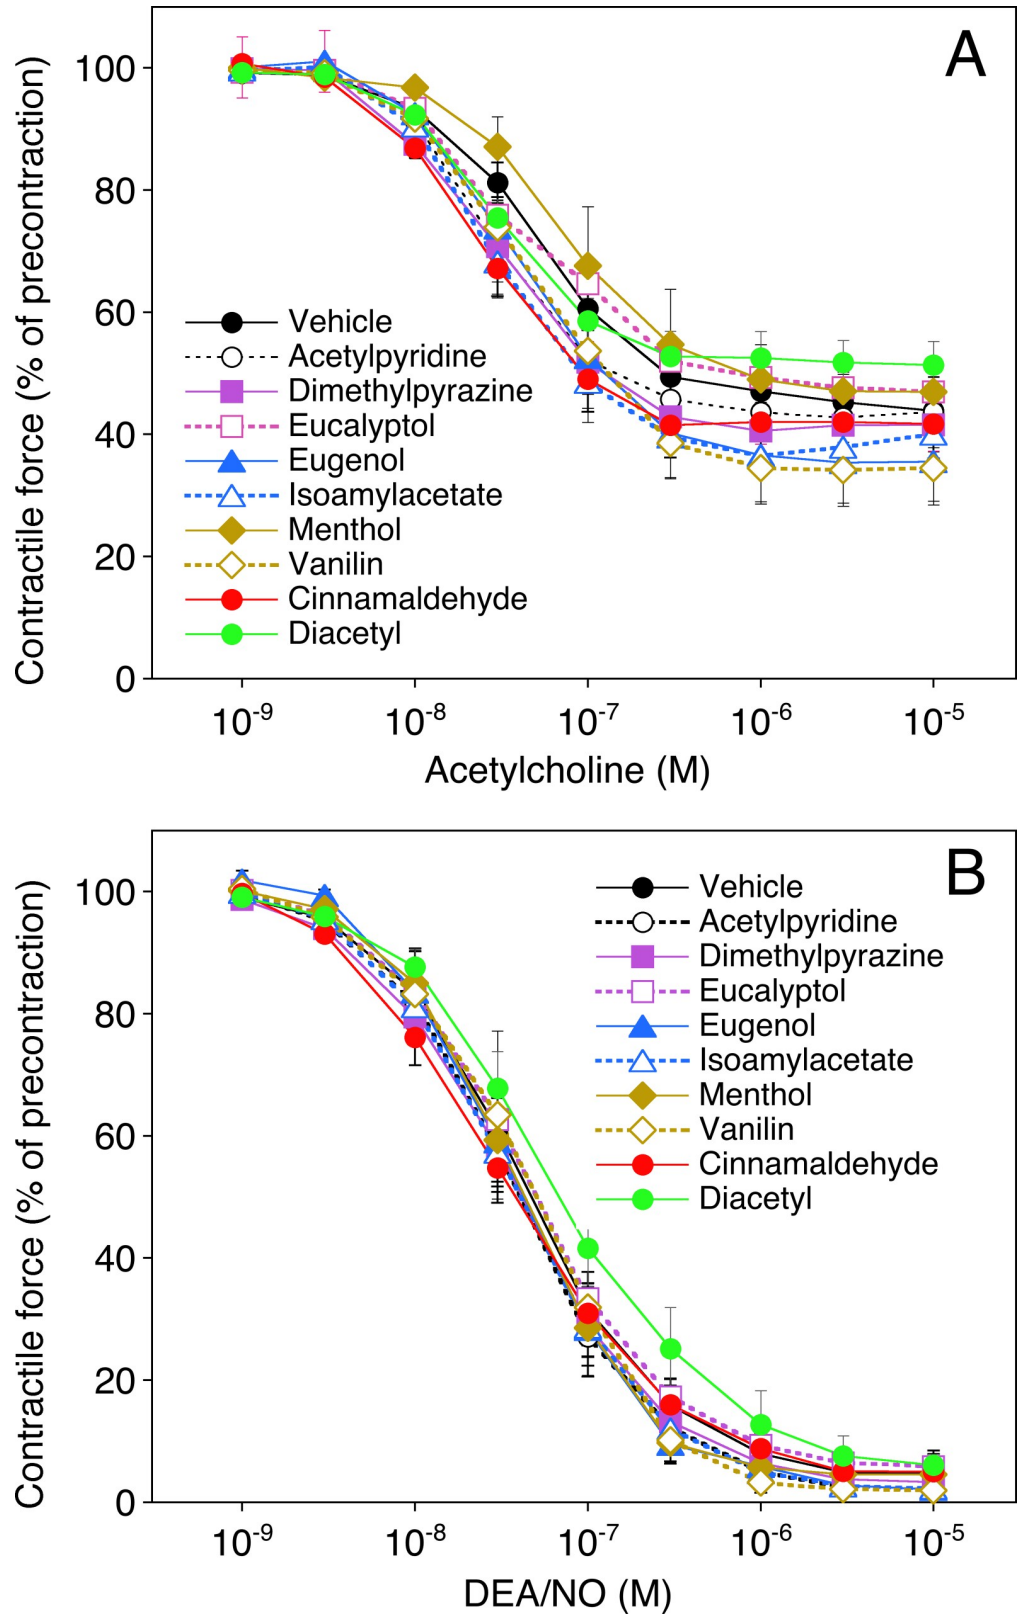 A
Contractile force (% of precontraction)
100
80
60
40
20
0
Vehicle
Acetylpyridine
Dimethylpyrazine
Eucalyptol
Eugenol
Isoamylacetate
Menthol
Vanilin
Cinnamaldehyde
Diacetyl
10-9 10-8 10-7 10-6 10-5
Acetylcholine (M)
B
Contractile force (% of precontraction)
100
80
60
40
20
0
Vehicle
Acetylpyridine
Dimethylpyrazine
Eucalyptol
Eugenol
Isoamylacetate
Menthol
Vanilin
Cinnamaldehyde
Diacetyl
10-9 10-8 10-7 10-6 10-5
DEA/NO (M)